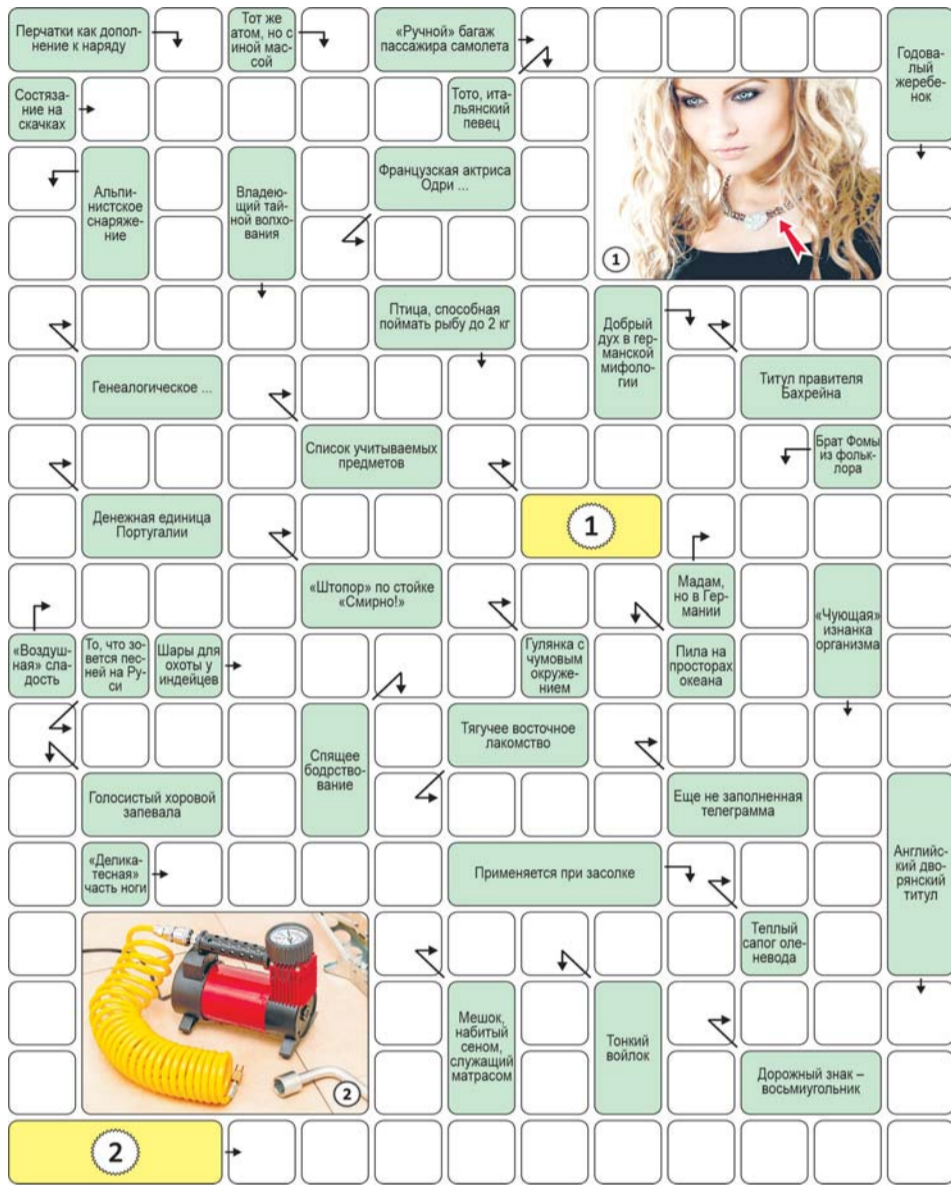 Перчатки как допол-
нение к наряду
Тот же
атом, но с
иной мас-
сой
«Ручной» багаж
пассажира самолета
Годова-
лый
жеребе-
нок
Состяза-
ние на
скачках
Тото, ита-
льянский
певец
Альпи-
нистское
снаряже-
ние
Владею-
щий тай-
ной волхо-
вания
Французская актриса
Одри ...
1
Птица, способная
поймать рыбу до 2 кг
Добрый
дух в гер-
манской
мифоло-
гии
Генеалогическое ...
Титул правителя
Бахрейна
Список учитываемых
предметов
Брат Фомы
из фольк-
лора
Денежная единица
Португалии
1
«Штопор» по стойке
«Смирно!»
Мадам,
но в Гер-
мании
«Чующая»
изнанка
организма
«Воздуш-
ная» сла-
дость
То, что зо-
вется пес-
ней на Ру-
си
Шары для
охоты у
индейцев
Гулянка с
чумовым
окруже-
нием
Пила на
просторах
океана
Спящее
бодрство-
вание
Тягучее восточное
лакомство
Голосистый хоровой
запевала
Еще не заполненная
телеграмма
Английс-
кий дво-
рянский
титул
«Делика-
тесная»
часть ноги
Применяется при засолке
Теплый
сапог оле-
невода
2
Мешок,
набитый
сеном,
служащий
матрасом
Тонкий
войлок
Дорожный знак –
восьмиугольник
2